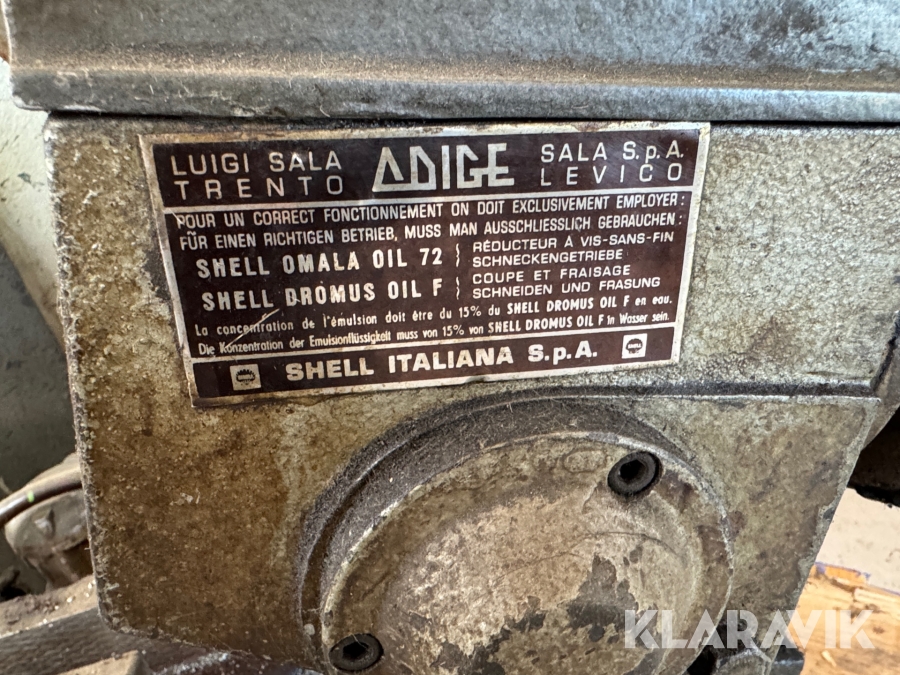 LUIGI SALA ADIGE SALA S.p.A.
TRENTO LEVICO
POUR UN CORRECT FONCTIONNEMENT ON DOIT EXCLUSIVEMENT EMPLOYER:
FÜR EINEN RICHTIGEN BETRIEB, MUSS MAN AUSSCHLIESSLICH GEBRAUCHEN:
SHELL OMALA OIL 72 } RÉDUCTEUR À VIS-SANS-FIN
SCHNECKENGETRIEBE
SHELL DROMUS OIL F } COUPE ET FRAISAGE
SCHNEIDEN UND FRASUNG
La concentration de l'émulsion doit être du 15% du SHELL DROMUS OIL F en eau.
Die Konzentration der Emulsionflüssigkeit muss von 15% von SHELL DROMUS OIL F in Wasser sein.
SHELL SHELL ITALIANA S.p.A. SHELL
KLARAVIK